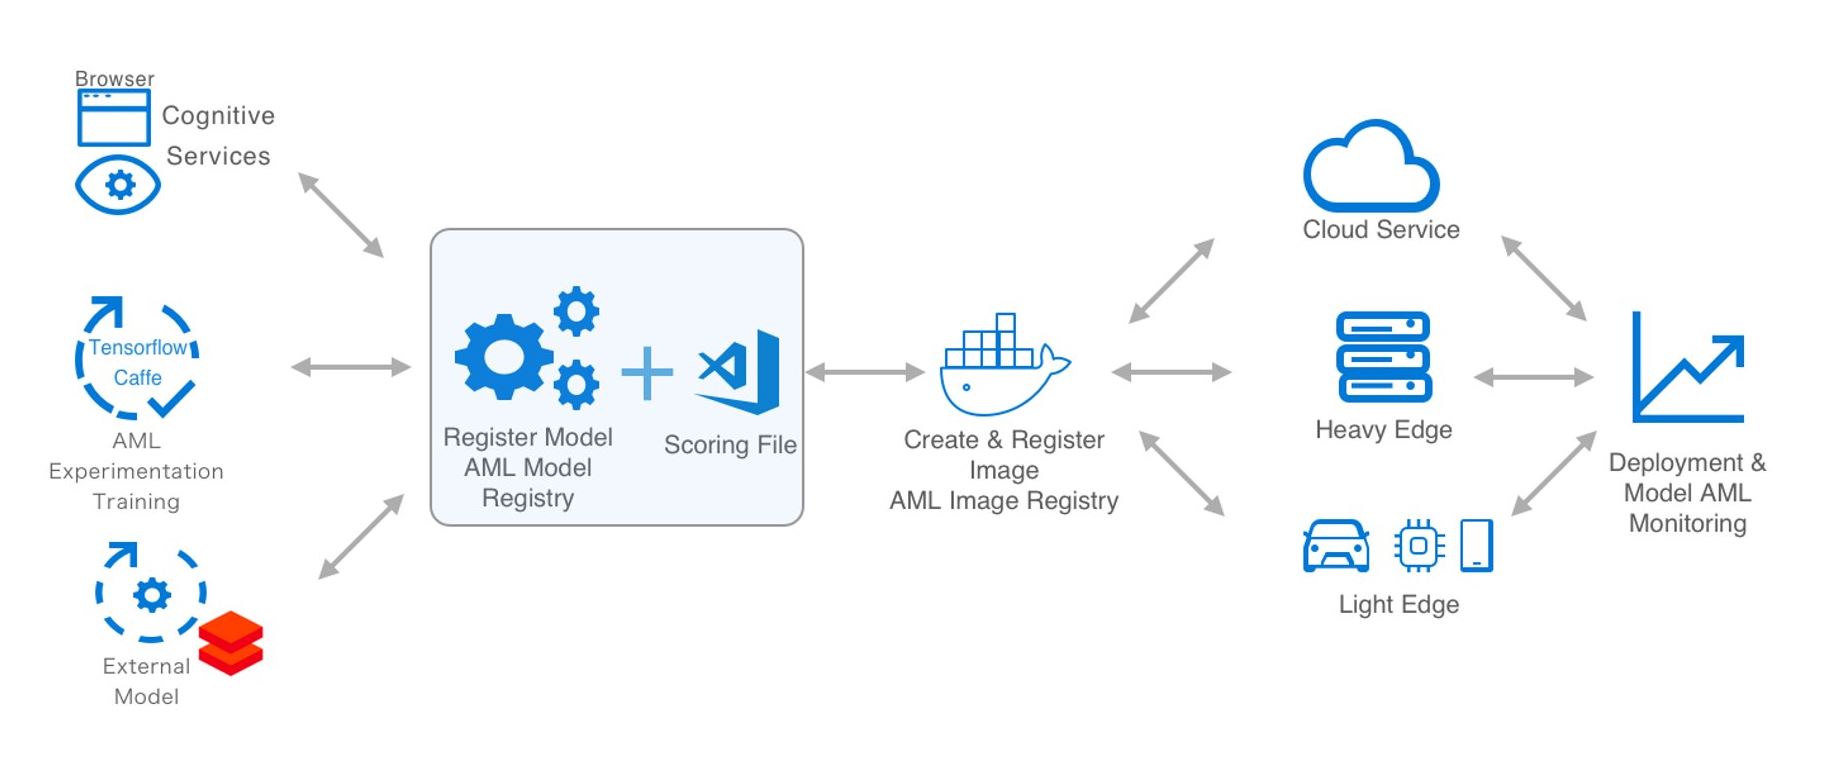 Browser
Cognitive
Services
Tensorflow
Caffe
AML
Experimentation
Training
External
Model
Register Model
AML Model
Registry
Scoring File
Create & Register
Image
AML Image Registry
Cloud Service
Heavy Edge
Light Edge
Deployment &
Model AML
Monitoring